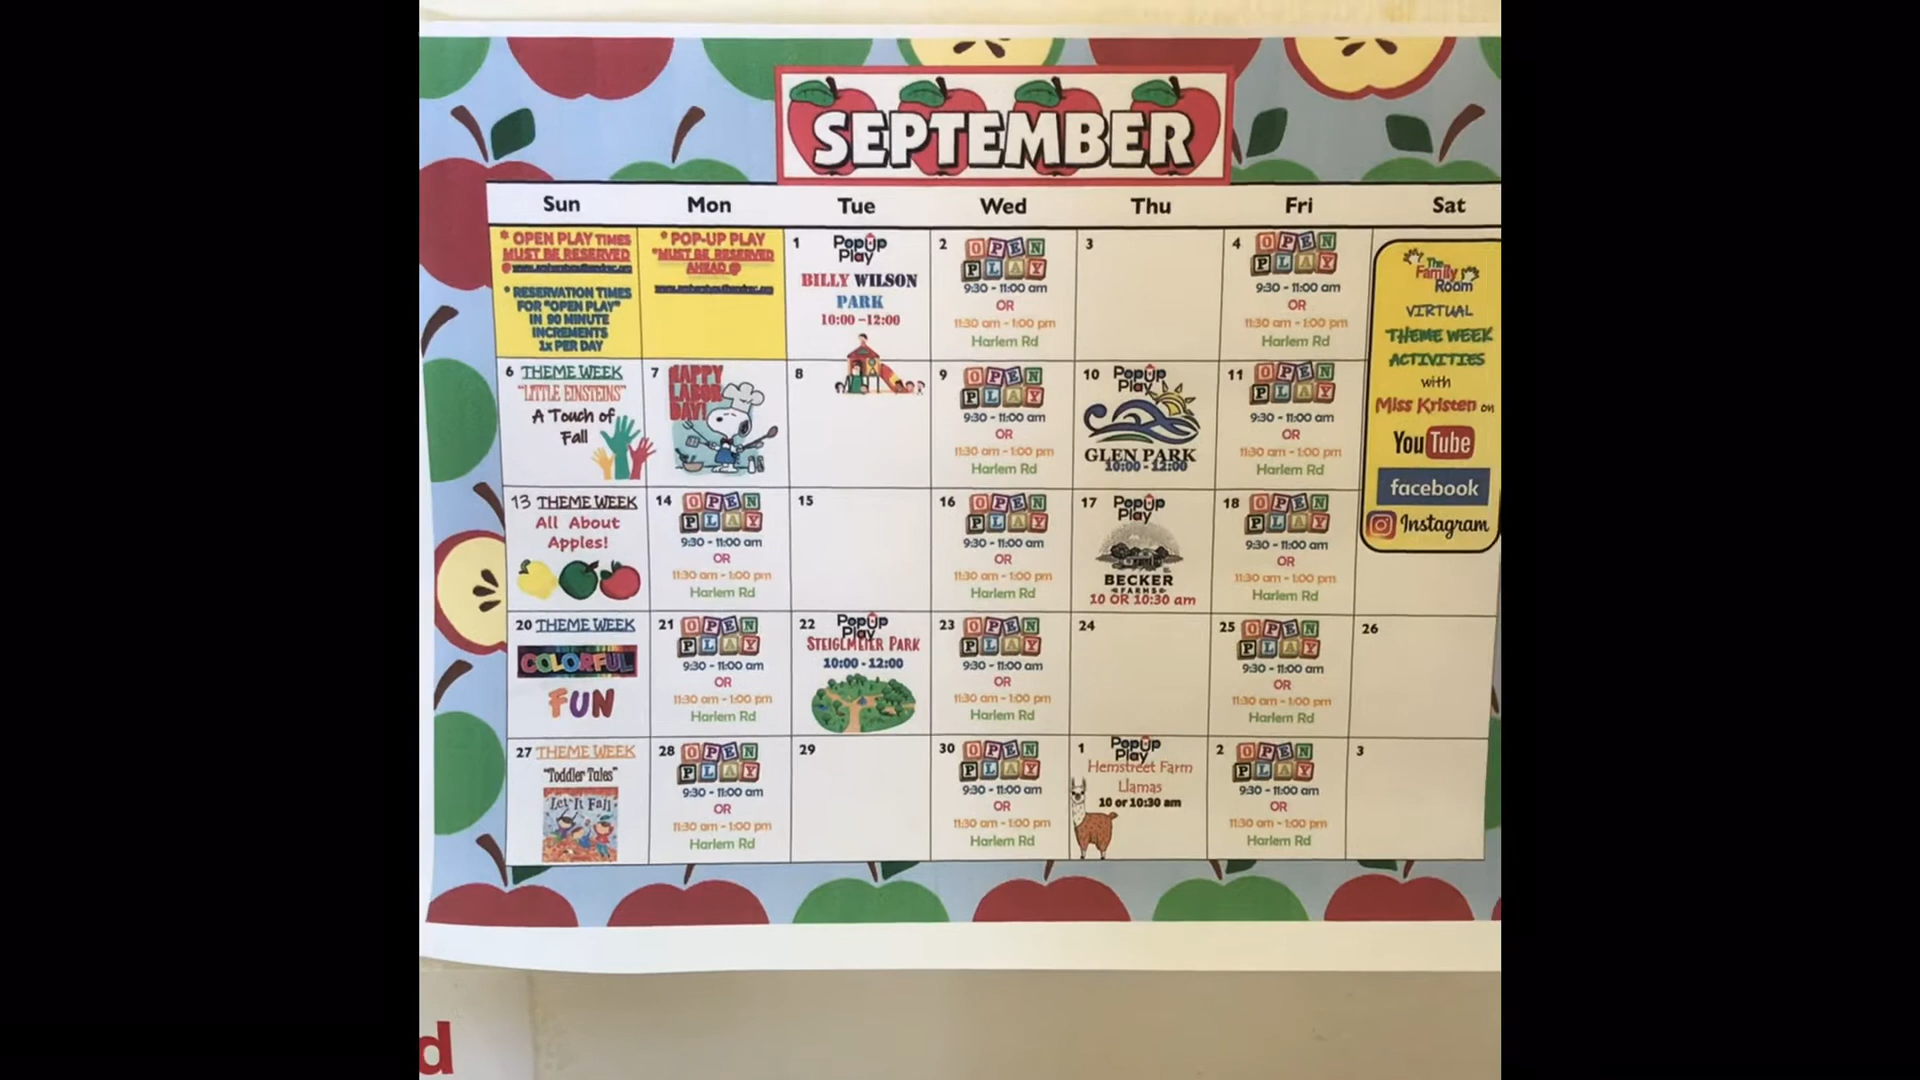 SEPTEMBER
Sun Mon Tue Wed Thu Fri Sat
* OPEN PLAY TIMES
MUST BE RESERVED
@
* RESERVATION TIMES
FOR "OPEN PLAY"
IN 90 MINUTE
INCREMENTS
1x PER DAY
* POP-UP PLAY
*MUST BE RESERVED
AHEAD @
1 PopUp
Play
BILLY WILSON
PARK
10:00 -12:00
2 OPEN
PLAY
9:30 - 11:00 am
OR
11:30 am - 1:00 pm
Harlem Rd
3
4 OPEN
PLAY
9:30 - 11:00 am
OR
11:30 am - 1:00 pm
Harlem Rd
The
Family
Room
VIRTUAL
THEME WEEK
ACTIVITIES
with
Miss Kristen on
YouTube
facebook
Instagram
6 THEME WEEK
"LITTLE EINSTEINS"
A Touch of
Fall
7 HAPPY
LABOR
DAY!
8
9 OPEN
PLAY
9:30 - 11:00 am
OR
11:30 am - 1:00 pm
Harlem Rd
10 PopUp
Play
GLEN PARK
10:00 - 12:00
11 OPEN
PLAY
9:30 - 11:00 am
OR
11:30 am - 1:00 pm
Harlem Rd
13 THEME WEEK
All About
Apples!
14 OPEN
PLAY
9:30 - 11:00 am
OR
11:30 am - 1:00 pm
Harlem Rd
15
16 OPEN
PLAY
9:30 - 11:00 am
OR
11:30 am - 1:00 pm
Harlem Rd
17 PopUp
Play
BECKER
FARMS
10 OR 10:30 am
18 OPEN
PLAY
9:30 - 11:00 am
OR
11:30 am - 1:00 pm
Harlem Rd
20 THEME WEEK
COLORFUL
FUN
21 OPEN
PLAY
9:30 - 11:00 am
OR
11:30 am - 1:00 pm
Harlem Rd
22 PopUp
Play
STEIGLMEIER PARK
10:00 - 12:00
23 OPEN
PLAY
9:30 - 11:00 am
OR
11:30 am - 1:00 pm
Harlem Rd
24
25 OPEN
PLAY
9:30 - 11:00 am
OR
11:30 am - 1:00 pm
Harlem Rd
26
27 THEME WEEK
"Toddler Tales"
Let It Fall
28 OPEN
PLAY
9:30 - 11:00 am
OR
11:30 am - 1:00 pm
Harlem Rd
29
30 OPEN
PLAY
9:30 - 11:00 am
OR
11:30 am - 1:00 pm
Harlem Rd
1 PopUp
Play
Hemstreet Farm
Llamas
10 or 10:30 am
2 OPEN
PLAY
9:30 - 11:00 am
OR
11:30 am - 1:00 pm
Harlem Rd
3
d